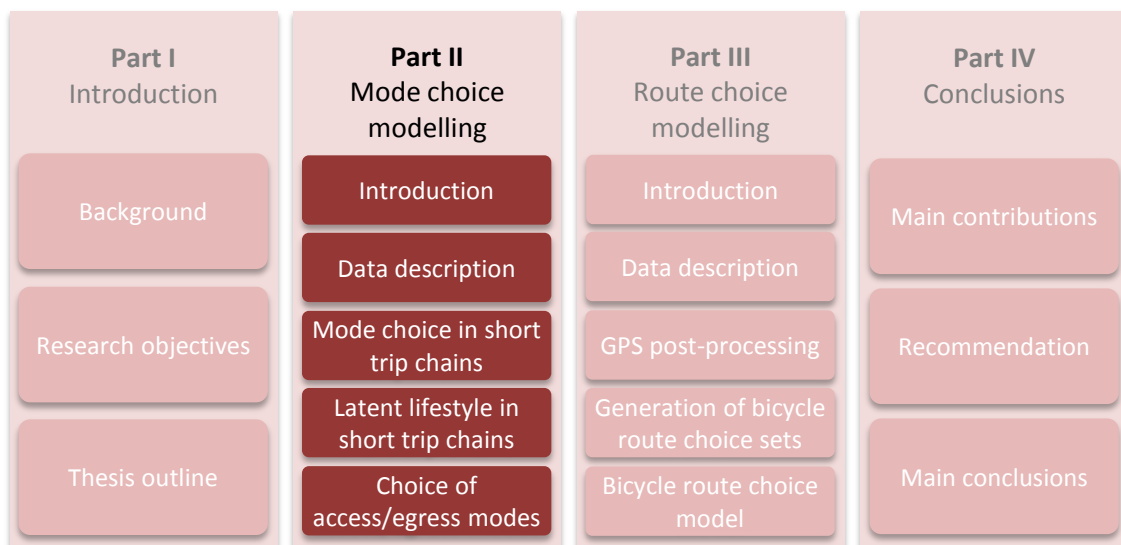 Part I
Introduction
Background
Research objectives
Thesis outline
Part II
Mode choice
modelling
Introduction
Data description
Mode choice in short
trip chains
Latent lifestyle in
short trip chains
Choice of
access/egress modes
Part III
Route choice
modelling
Introduction
Data description
GPS post-processing
Generation of bicycle
route choice sets
Bicycle route choice
model
Part IV
Conclusions
Main contributions
Recommendation
Main conclusions